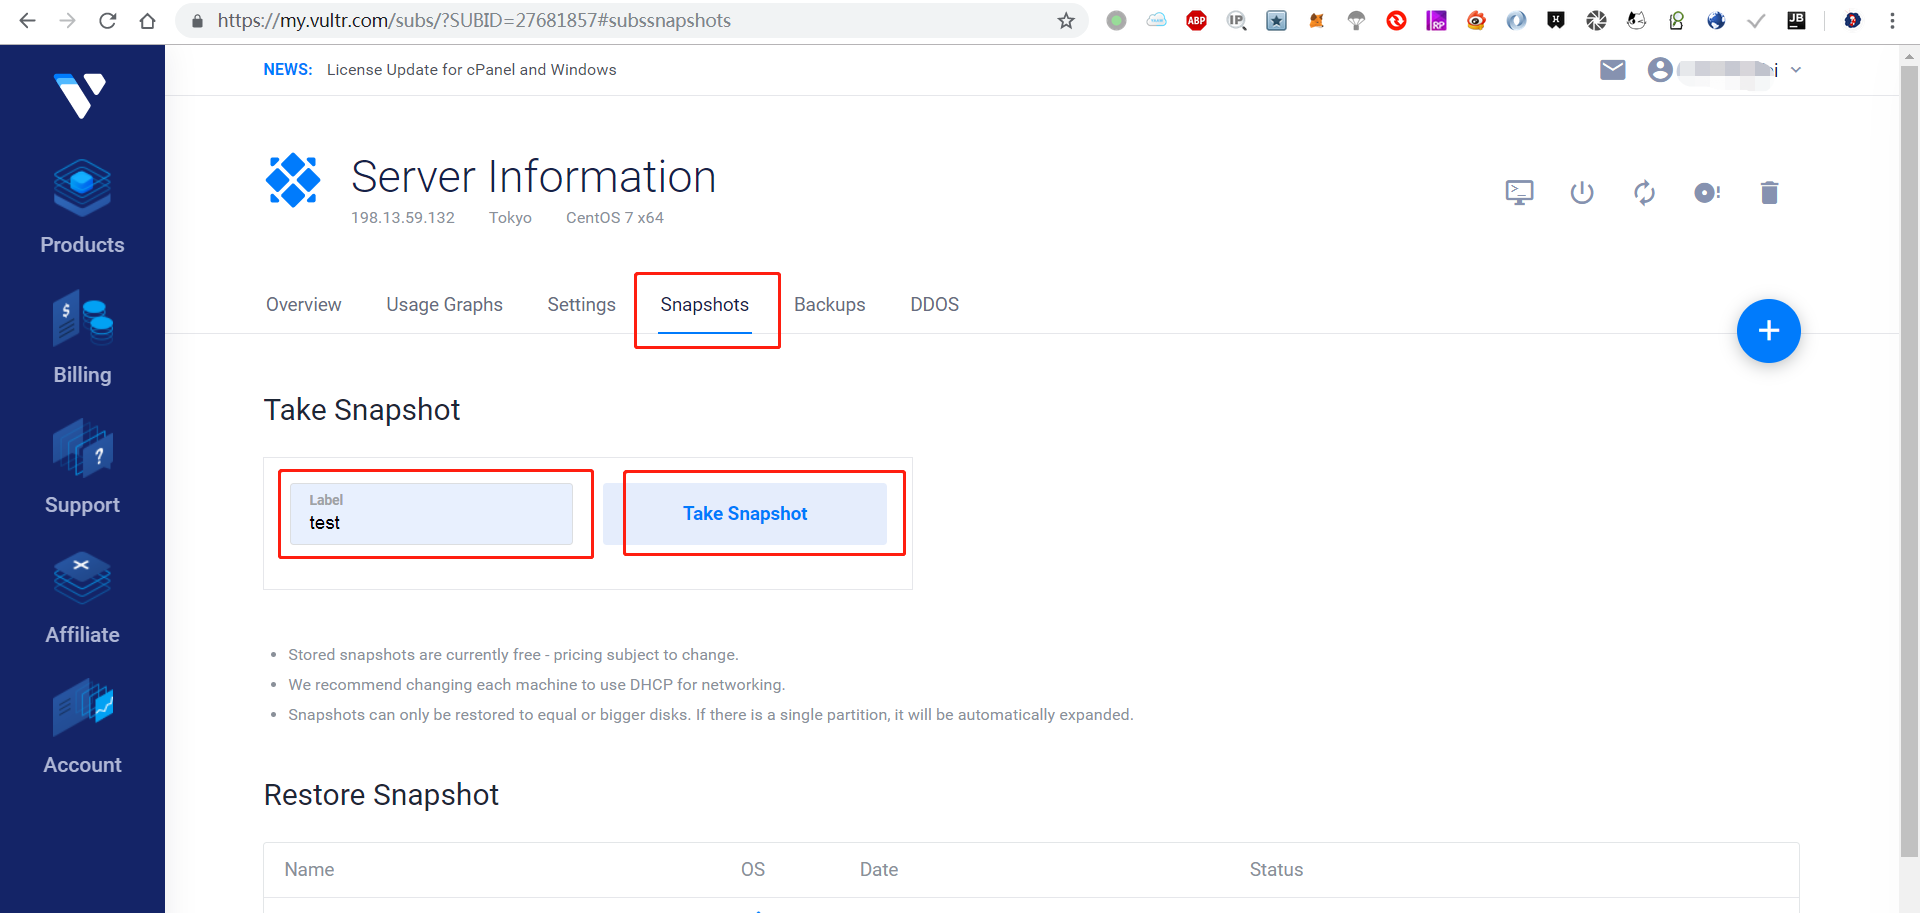 https://my.vultr.com/subs/?SUBID=27681857#subssnapshots
ABP
IP
RP
JB
NEWS: License Update for cPanel and Windows
i
Server Information
198.13.59.132 Tokyo CentOS 7 x64
Products
Overview Usage Graphs Settings Snapshots Backups DDOS
+
Billing
Take Snapshot
Label
test
Take Snapshot
Support
Affiliate
Stored snapshots are currently free - pricing subject to change.
We recommend changing each machine to use DHCP for networking.
Snapshots can only be restored to equal or bigger disks. If there is a single partition, it will be automatically expanded.
Account
Restore Snapshot
Name OS Date Status